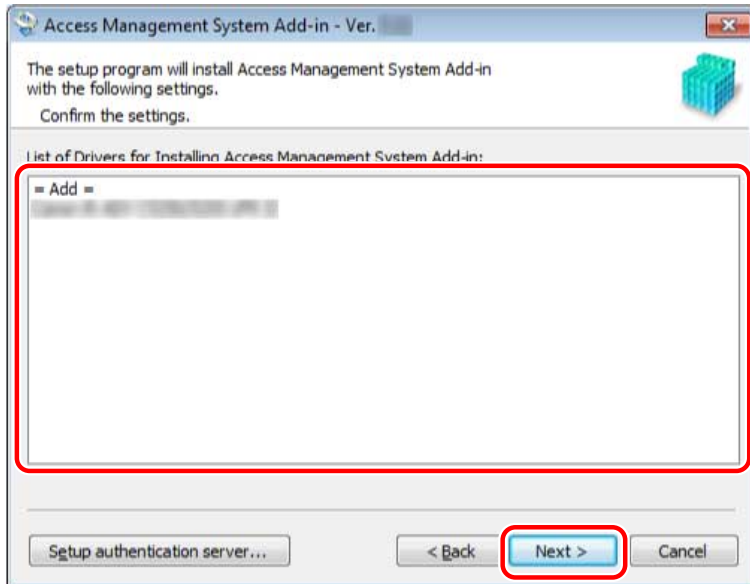 Access Management System Add-in - Ver.
The setup program will install Access Management System Add-in
with the following settings.
Confirm the settings.
List of Drivers for Installing Access Management System Add-in:
= Add =
Setup authentication server...
< Back
Next >
Cancel